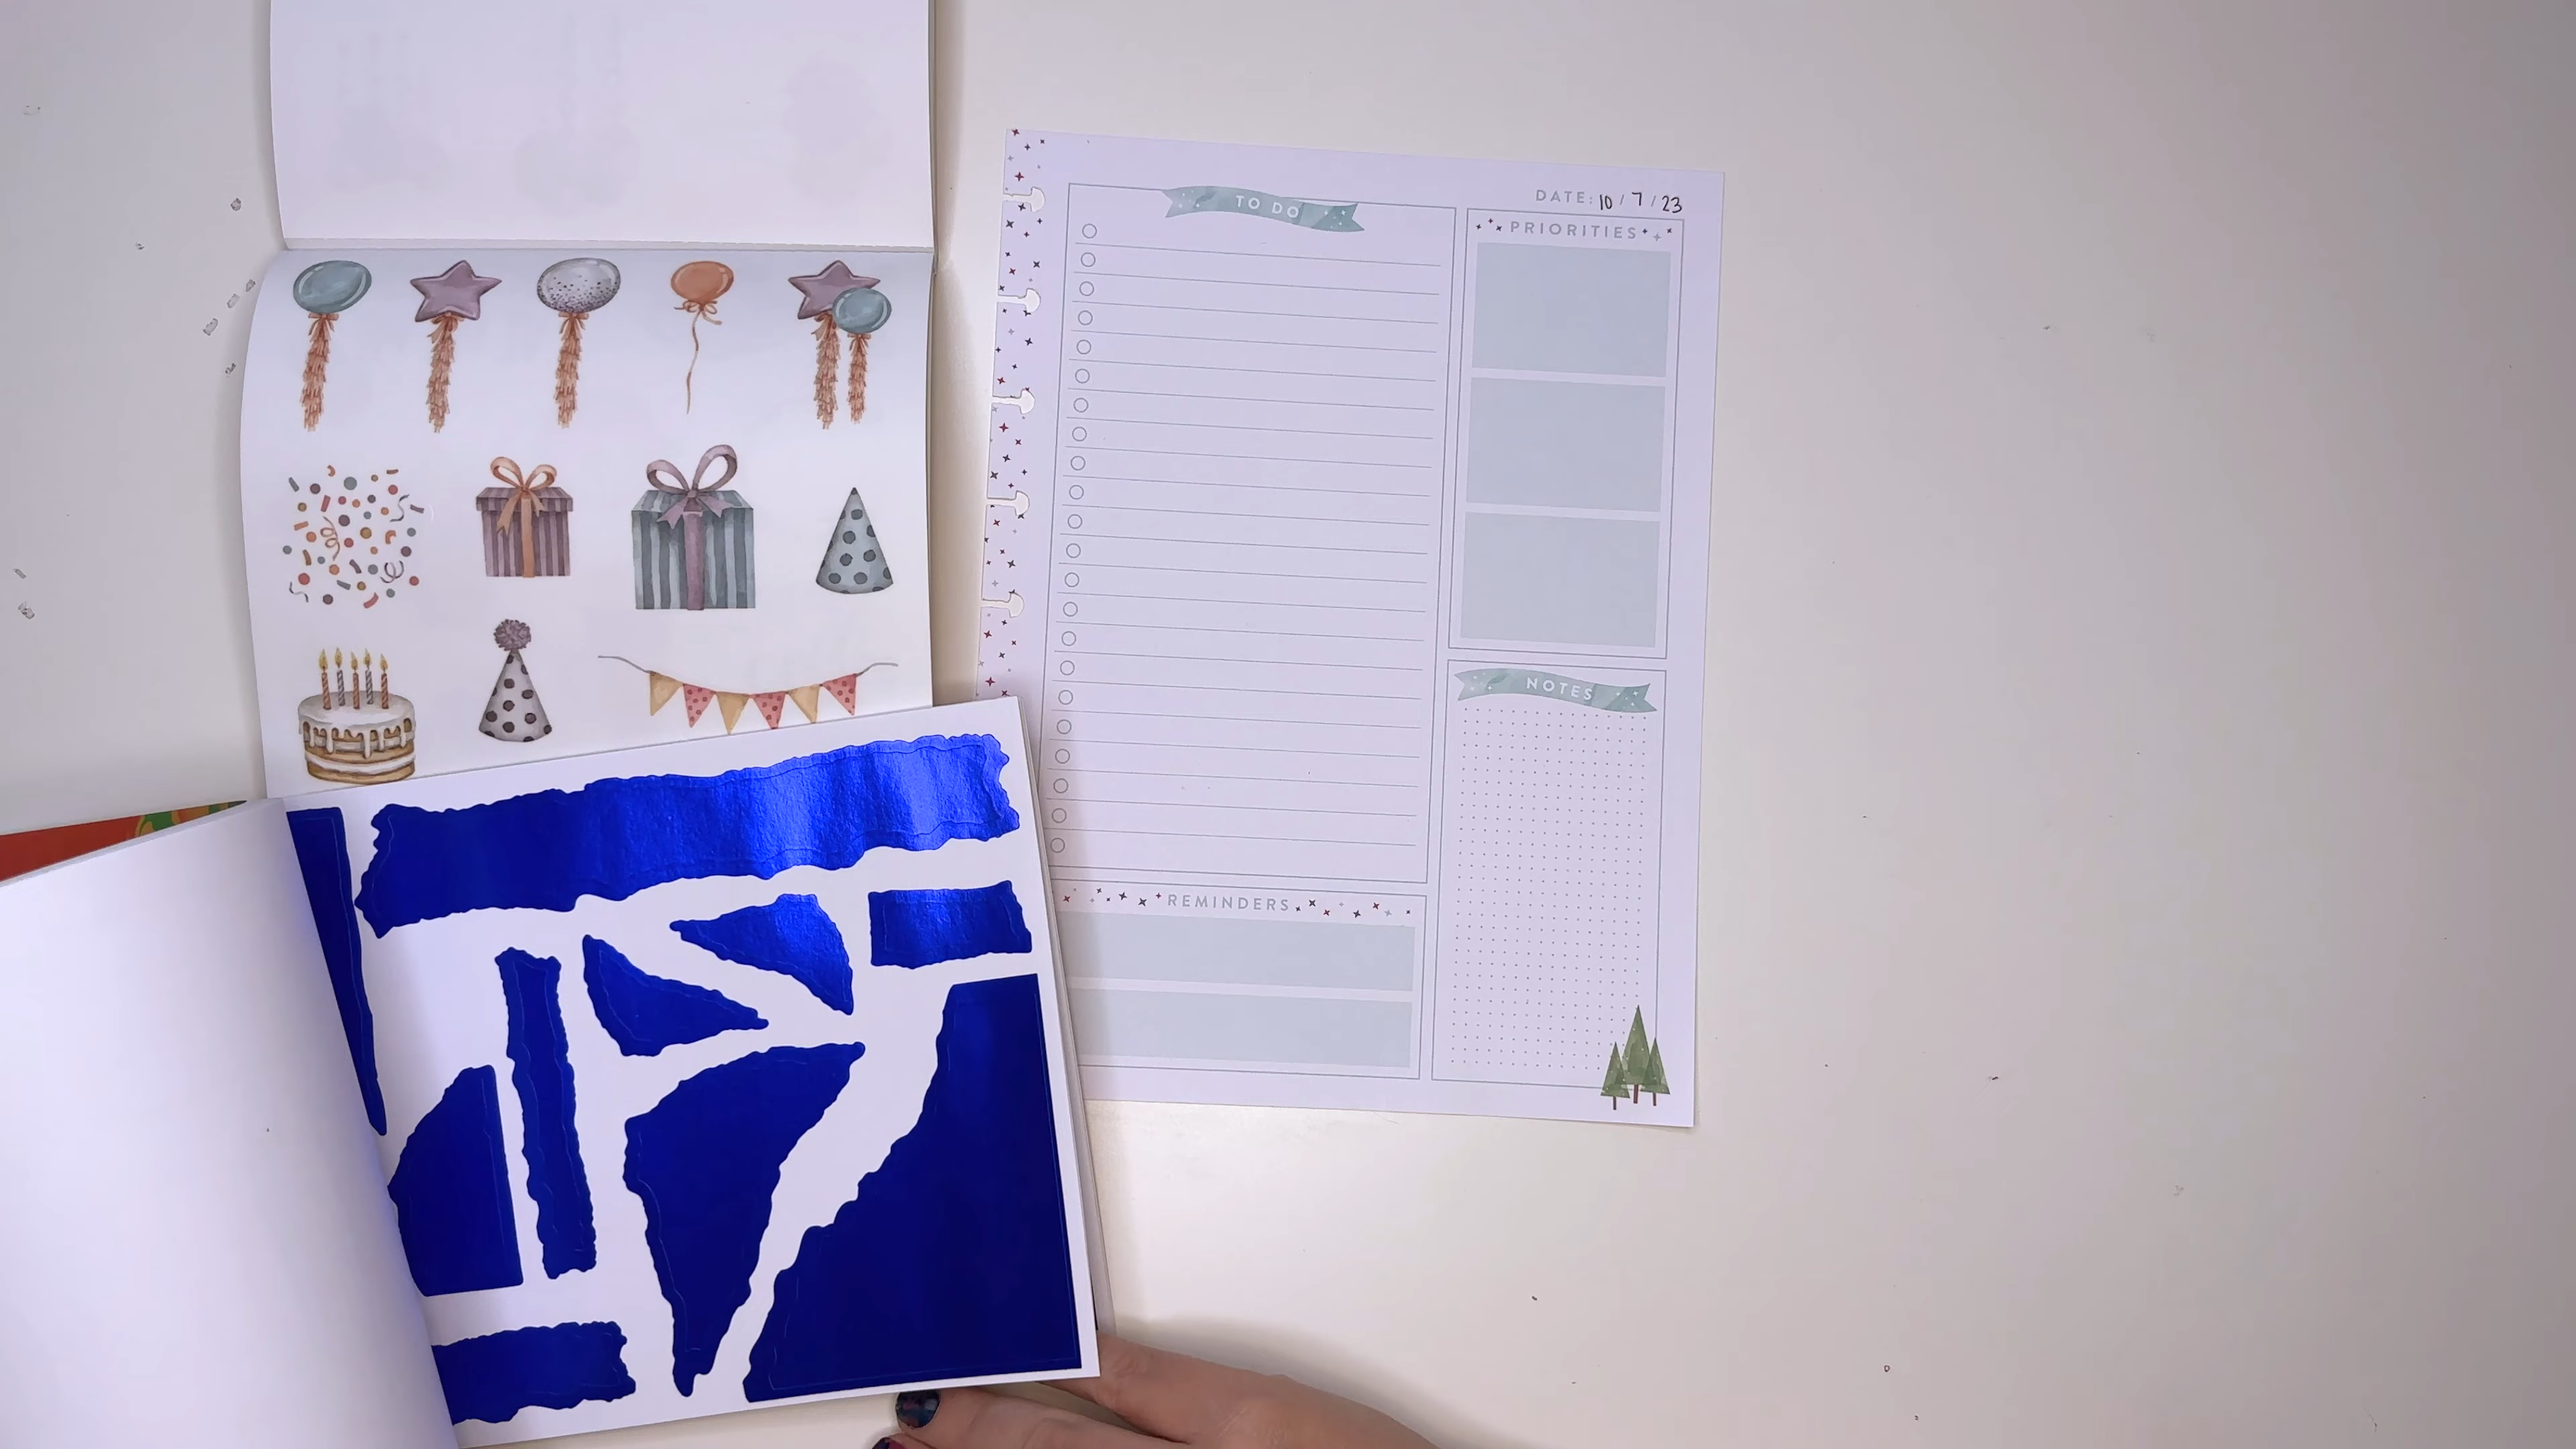 DATE: 10 / 7 / 23
TO DO
PRIORITIES
NOTES
REMINDERS